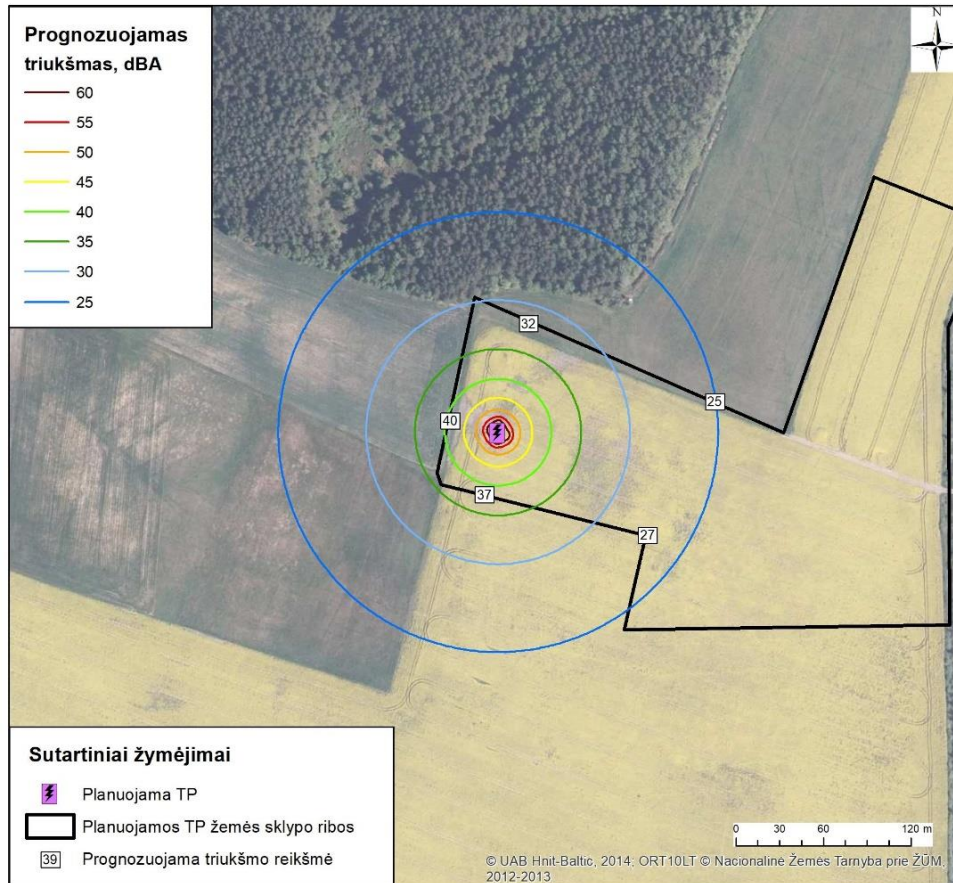 Prognozuojamas
triukšmas, dBA
60
55
50
45
40
35
30
25
N
32
25
40
37
27
Sutartiniai žymėjimai
Planuojama TP
Planuojamos TP žemės sklypo ribos
39 Prognozuojama triukšmo reikšmė
0 30 60 120 m
© UAB Hnit-Baltic, 2014; ORT10LT © Nacionalinė Žemės Tarnyba prie ŽŪM,
2012-2013